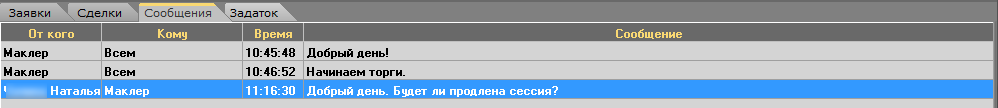 Заявки Сделки Сообщения Задаток
От кого Кому Время Сообщение
Маклер Всем 10:45:48 Добрый день!
Маклер Всем 10:46:52 Начинаем торги.
Наталья Маклер 11:16:30 Добрый день. Будет ли продлена сессия?